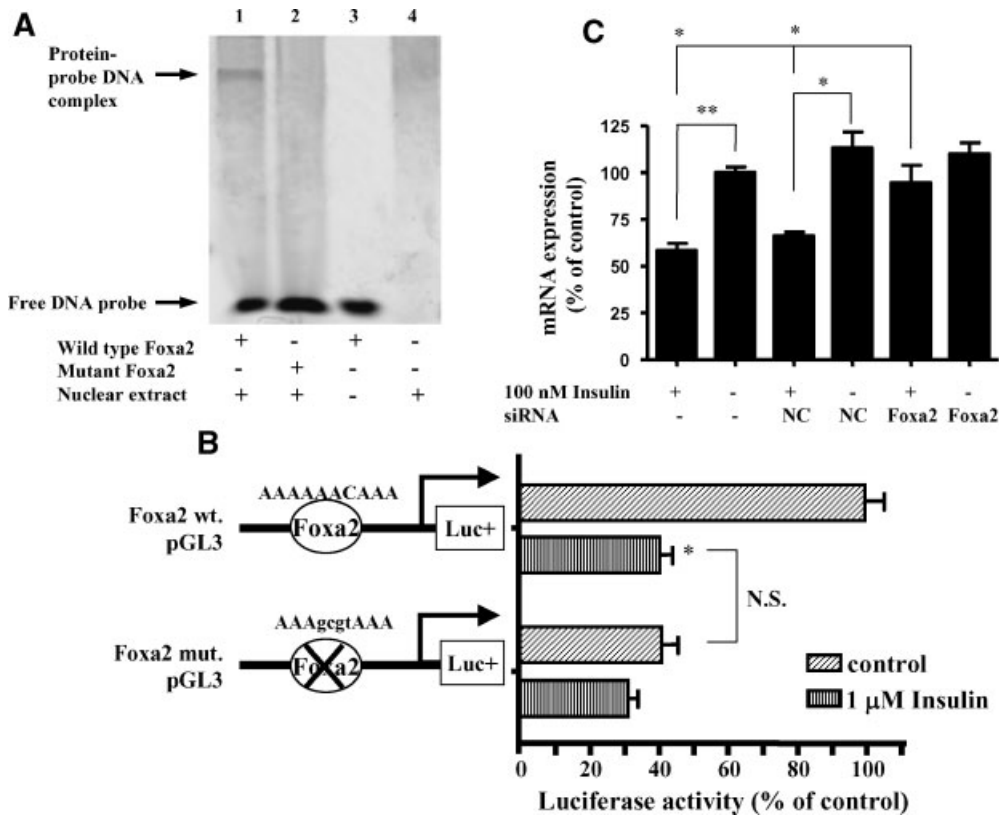 A
1 2 3 4
Protein-
probe DNA
complex
Free DNA probe
Wild type Foxa2 + - + -
Mutant Foxa2 - + - -
Nuclear extract + + - +
C
* *
** *
mRNA expression
(% of control)
125
100
75
50
25
0
100 nM Insulin + - + - + -
siRNA - - NC NC Foxa2 Foxa2
B
Foxa2 wt.
pGL3
AAAAAACAAA
Foxa2
Luc+
*
N.S.
Foxa2 mut.
pGL3
AAAgcgtAAA
Foxa2
Luc+
control
1 μM Insulin
0 20 40 60 80 100
Luciferase activity (% of control)